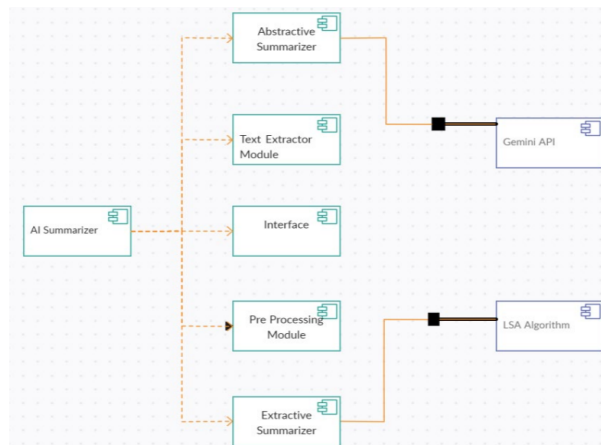 Abstractive
Summarizer
Text Extractor
Module
Gemini API
AI Summarizer
Interface
Pre Processing
Module
LSA Algorithm
Extractive
Summarizer